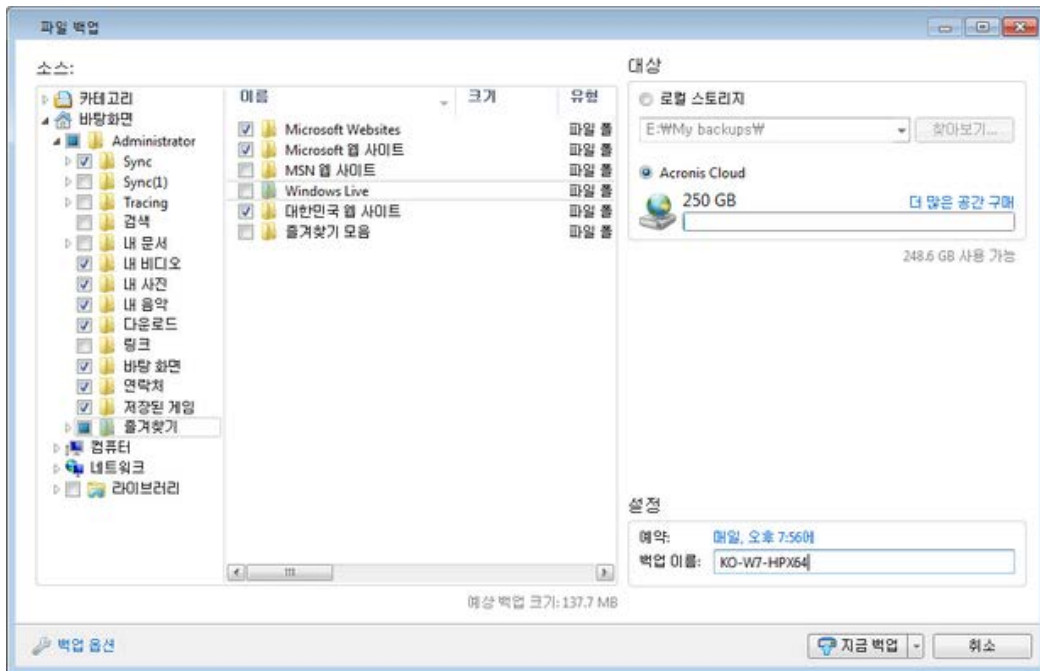 파일 백업
소스:
카테고리
바탕화면
Administrator
Sync
Sync(1)
Tracing
검색
내 문서
내 비디오
내 사진
내 음악
다운로드
링크
바탕 화면
연락처
저장된 게임
즐겨찾기
컴퓨터
네트워크
라이브러리
이름 크기 유형
Microsoft Websites 파일 폴
Microsoft 웹 사이트 파일 폴
MSN 웹 사이트 파일 폴
Windows Live 파일 폴
대한민국 웹 사이트 파일 폴
즐겨찾기 모음 파일 폴
예상 백업 크기: 137.7 MB
대상
로컬 스토리지
E:₩My backups₩ 찾아보기...
Acronis Cloud
250 GB 더 많은 공간 구매
248.6 GB 사용 가능
설정
예약: 매일, 오후 7:56에
백업 이름: KO-W7-HPX64
백업 옵션
지금 백업 취소